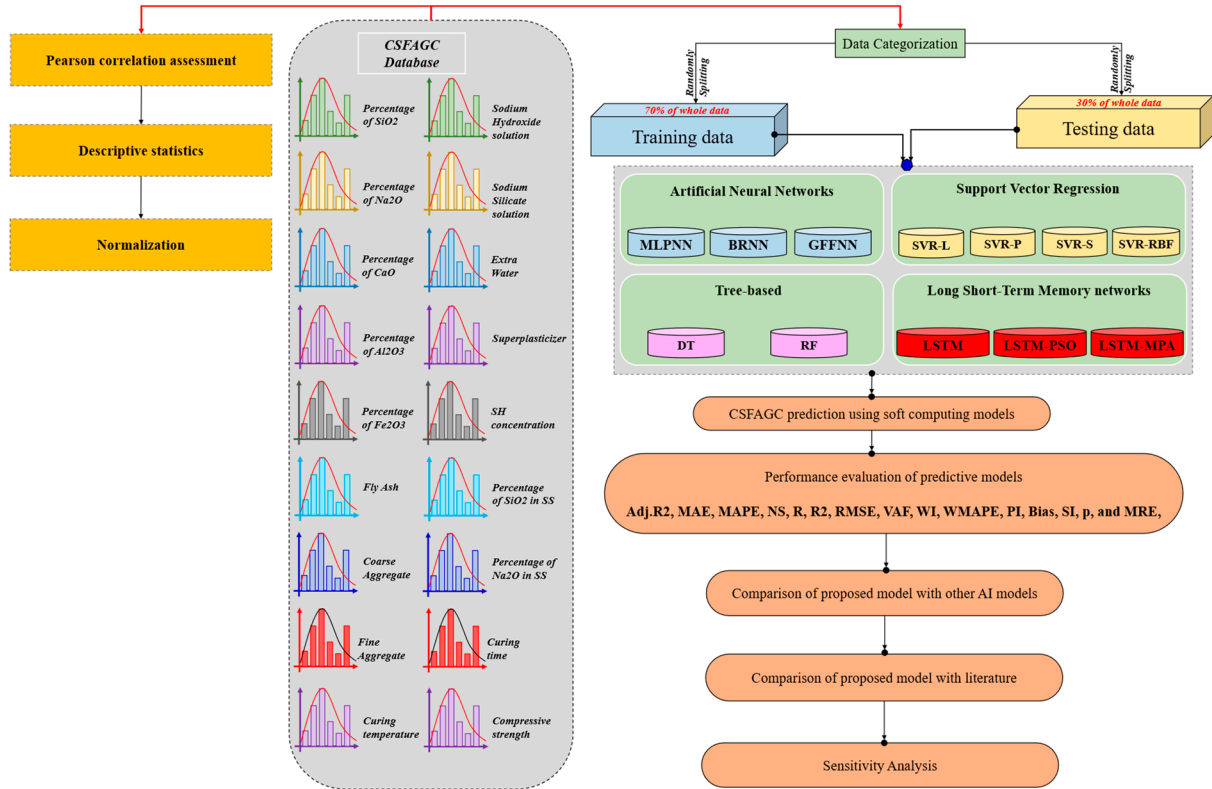 Pearson correlation assessment
Descriptive statistics
Normalization
CSFAGC
Database
Percentage
of SiO2
Sodium
Hydroxide
solution
Percentage
of Na2O
Sodium
Silicate
solution
Percentage
of CaO
Extra
Water
Percentage
of Al2O3
Superplasticizer
Percentage
of Fe2O3
SH
concentration
Fly Ash
Percentage
of SiO2 in SS
Coarse
Aggregate
Percentage of
Na2O in SS
Fine
Aggregate
Curing
time
Curing
temperature
Compressive
strength
Data Categorization
Randomly
Splitting
Randomly
Splitting
70% of whole data
Training data
30% of whole data
Testing data
Artificial Neural Networks
MLPNN
BRNN
GFFNN
Support Vector Regression
SVR-L
SVR-P
SVR-S
SVR-RBF
Tree-based
DT
RF
Long Short-Term Memory networks
LSTM
LSTM-PSO
LSTM-MPA
CSFAGC prediction using soft computing models
Performance evaluation of predictive models
Adj.R2, MAE, MAPE, NS, R, R2, RMSE, VAF, WI, WMAPE, PI, Bias, SI, p, and MRE,
Comparison of proposed model with other AI models
Comparison of proposed model with literature
Sensitivity Analysis